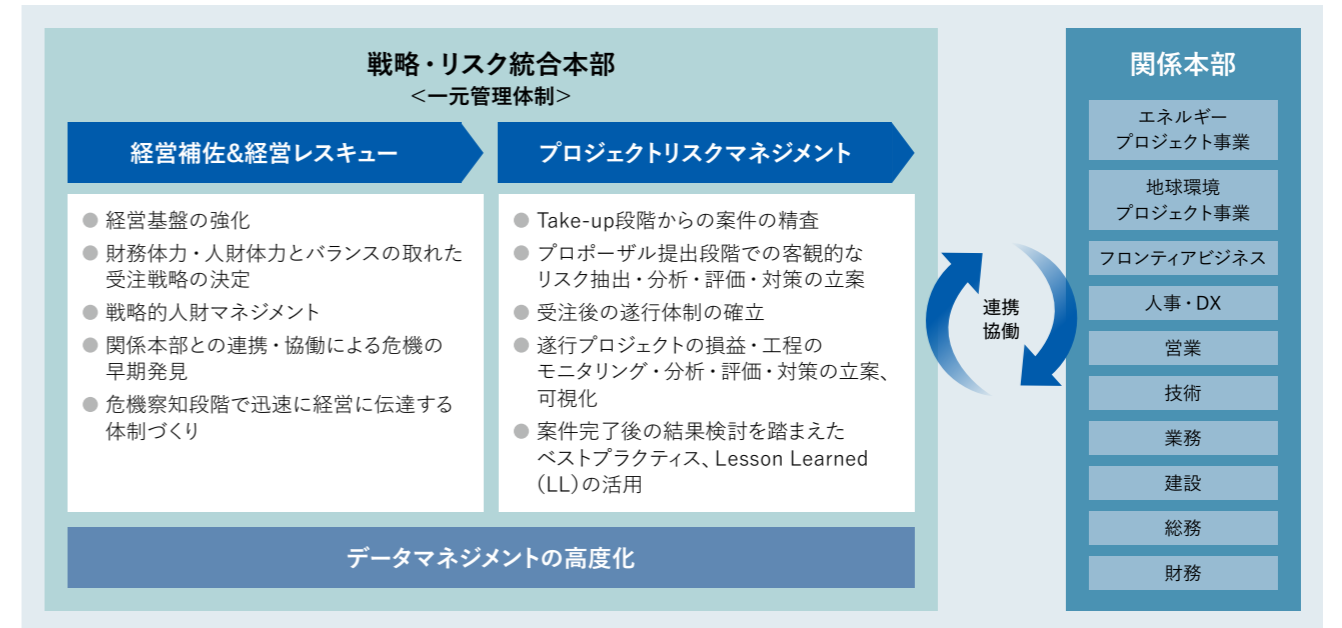 戦略・リスク統合本部
<一元管理体制>
経営補佐&経営レスキュー
● 経営基盤の強化
● 財務体力・人財体力とバランスの取れた
受注戦略の決定
● 戦略的人財マネジメント
● 関係本部との連携・協働による危機の
早期発見
● 危機察知段階で迅速に経営に伝達する
体制づくり
プロジェクトリスクマネジメント
● Take-up段階からの案件の精査
● プロポーザル提出段階での客観的な
リスク抽出・分析・評価・対策の立案
● 受注後の遂行体制の確立
● 遂行プロジェクトの損益・工程の
モニタリング・分析・評価・対策の立案、
可視化
● 案件完了後の結果検討を踏まえた
ベストプラクティス、Lesson Learned
（LL）の活用
データマネジメントの高度化
連携
協働
関係本部
エネルギー
プロジェクト事業
地球環境
プロジェクト事業
フロンティアビジネス
人事・DX
営業
技術
業務
建設
総務
財務